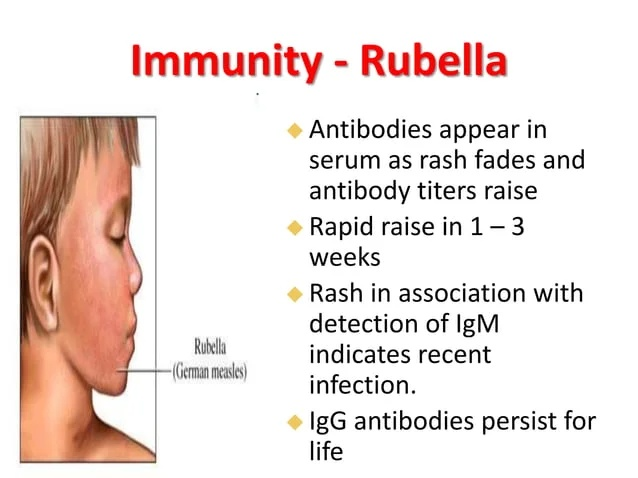 Immunity - Rubella
Antibodies appear in
serum as rash fades and
antibody titers raise
Rapid raise in 1 – 3
weeks
Rash in association with
detection of IgM
indicates recent
infection.
IgG antibodies persist for
life
Rubella
(German measles)